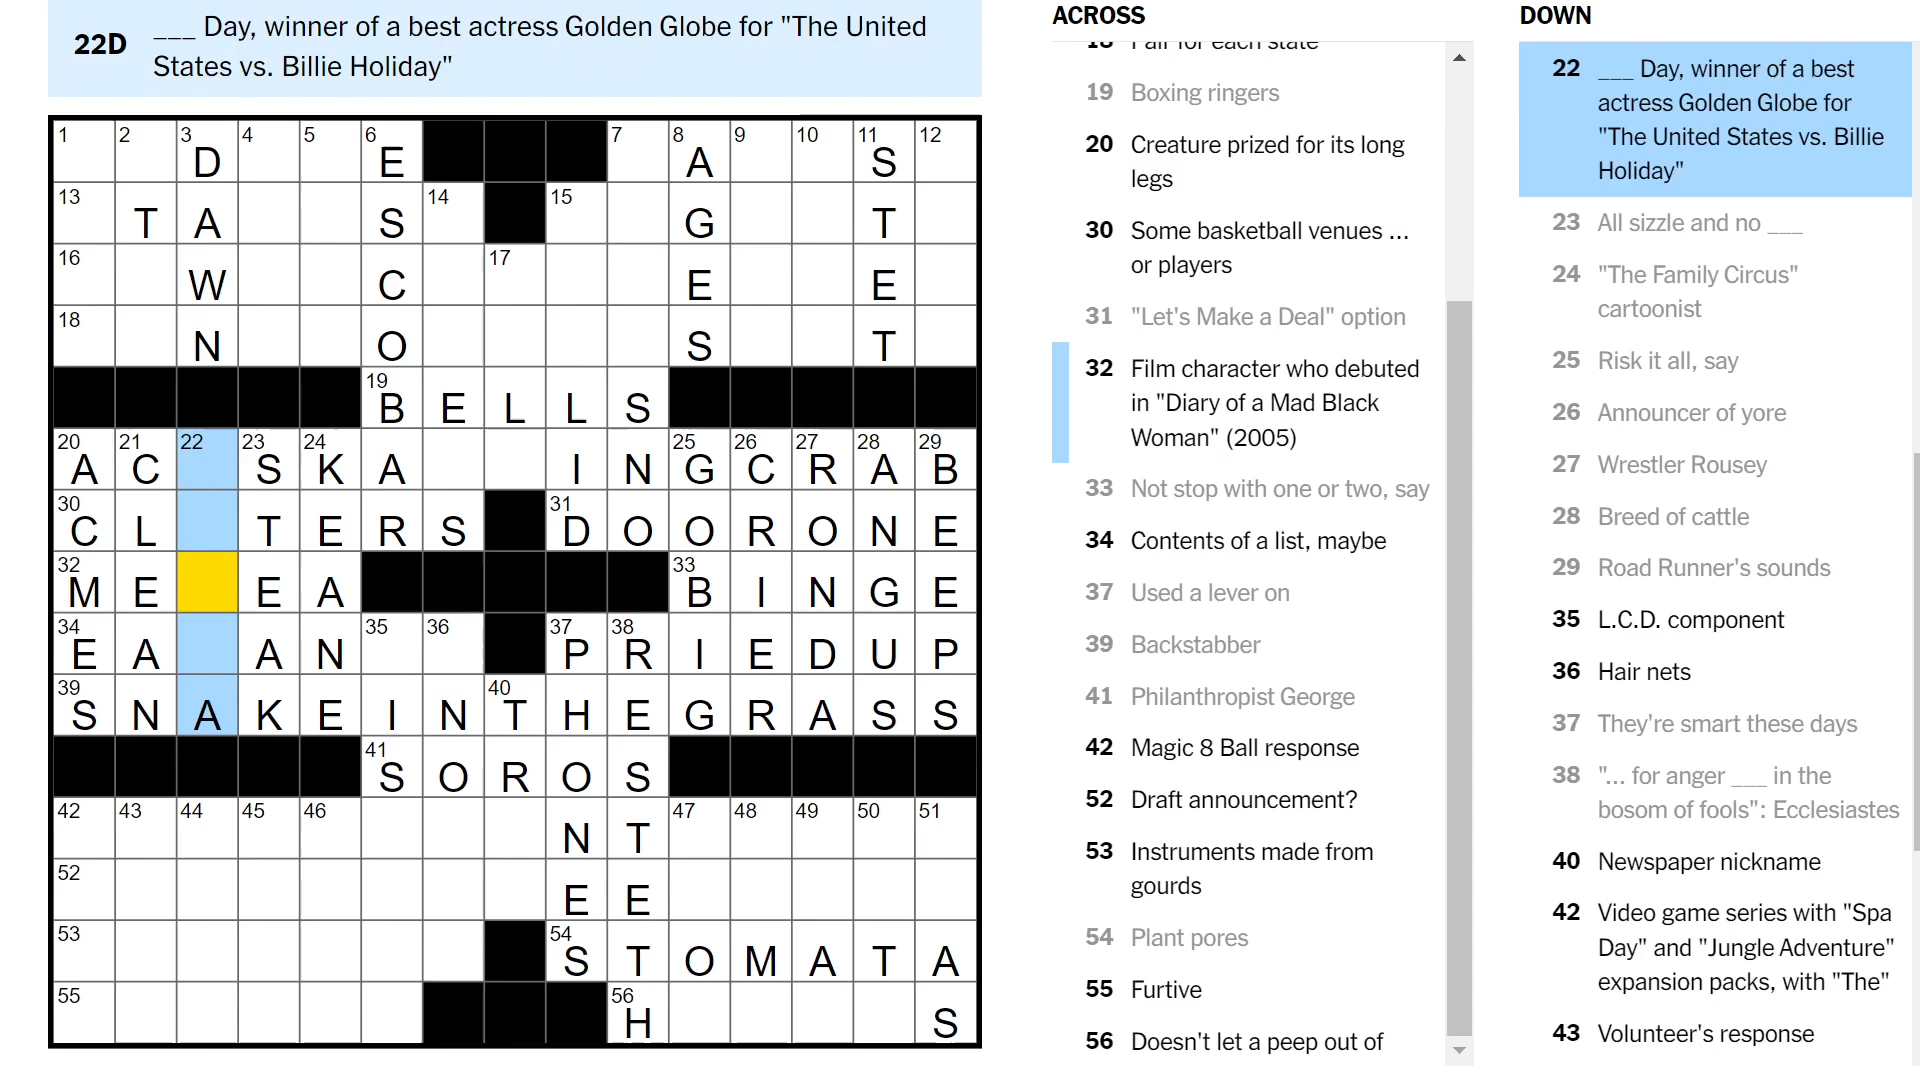 22D
___ Day, winner of a best actress Golden Globe for "The United
States vs. Billie Holiday"
1 2 3 4 5 6 7 8 9 10 11 12
D E A S
13 14 15
T A S G T
16 17
W C E E
18
N O S T
19
B E L L S
20 21 22 23 24 25 26 27 28 29
A C S K A I N G C R A B
30 31
C L T E R S D O O R O N E
32 33
M E E A B I N G E
34 35 36 37 38
E A A N P R I E D U P
39 40
S N A K E I N T H E G R A S S
41
S O R O S
42 43 44 45 46 47 48 49 50 51
N T
52
E E
53 54
S T O M A T A
55 56
H S
ACROSS
19 Boxing ringers
20 Creature prized for its long
legs
30 Some basketball venues ...
or players
31 "Let's Make a Deal" option
32 Film character who debuted
in "Diary of a Mad Black
Woman" (2005)
33 Not stop with one or two, say
34 Contents of a list, maybe
37 Used a lever on
39 Backstabber
41 Philanthropist George
42 Magic 8 Ball response
52 Draft announcement?
53 Instruments made from
gourds
54 Plant pores
55 Furtive
56 Doesn't let a peep out of
DOWN
22 ___ Day, winner of a best
actress Golden Globe for
"The United States vs. Billie
Holiday"
23 All sizzle and no ___
24 "The Family Circus"
cartoonist
25 Risk it all, say
26 Announcer of yore
27 Wrestler Rousey
28 Breed of cattle
29 Road Runner's sounds
35 L.C.D. component
36 Hair nets
37 They're smart these days
38 "... for anger ___ in the
bosom of fools": Ecclesiastes
40 Newspaper nickname
42 Video game series with "Spa
Day" and "Jungle Adventure"
expansion packs, with "The"
43 Volunteer's response